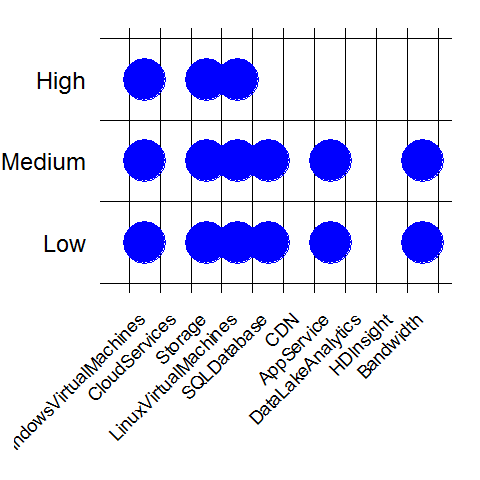 High
Medium
Low
ndowsVirtualMachines
CloudServices
Storage
LinuxVirtualMachines
SQLDatabase
CDN
AppService
DataLakeAnalytics
HDInsight
Bandwidth